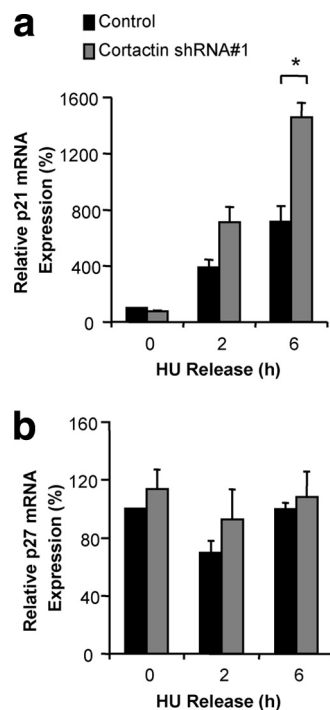 a
Control
Cortactin shRNA#1
*
Relative p21 mRNA
Expression (%)
1600
1200
800
400
0
0 2 6
HU Release (h)
b
Relative p27 mRNA
Expression (%)
160
120
80
40
0
0 2 6
HU Release (h)